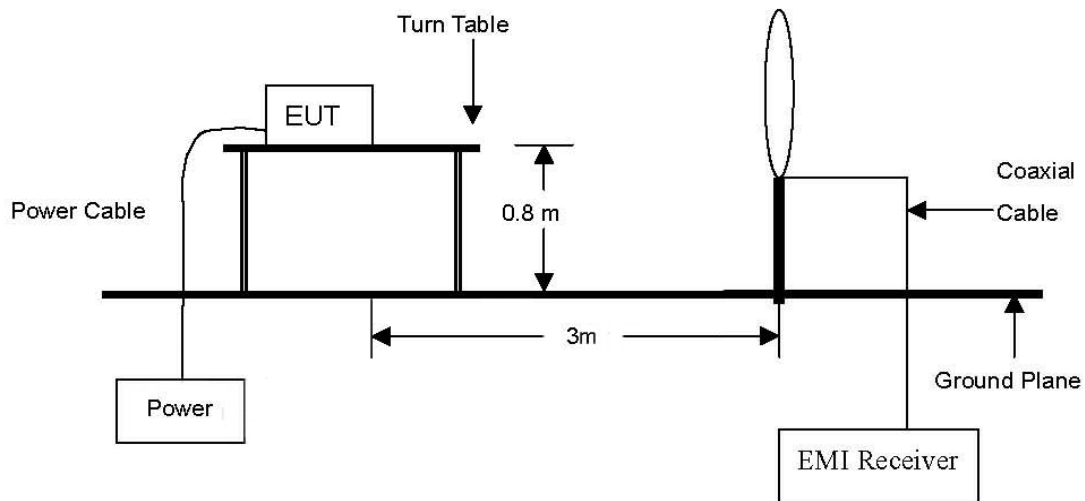 Turn Table
EUT
Coaxial
Cable
Power Cable
0.8 m
3m
Ground Plane
Power
EMI Receiver